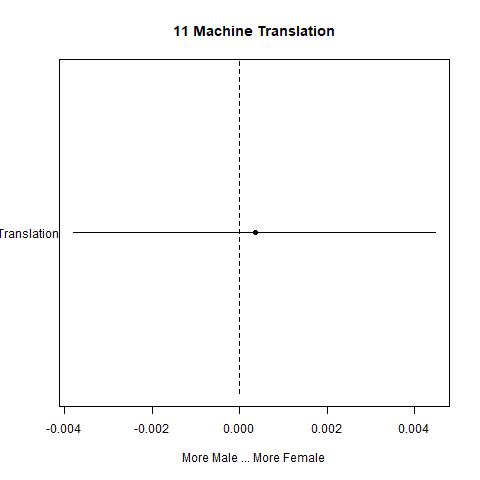 11 Machine Translation
Translation
-0.004 -0.002 0.000 0.002 0.004
More Male ... More Female